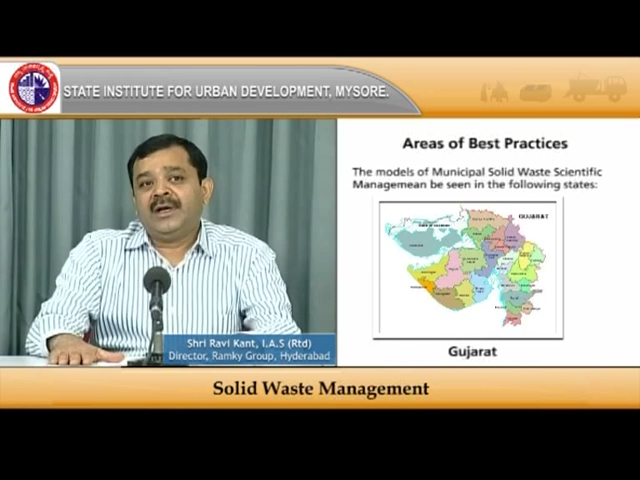 STATE INSTITUTE FOR URBAN DEVELOPMENT, MYSORE.
Areas of Best Practices
The models of Municipal Solid Waste Scientific
Managemean be seen in the following states:
GUJARAT
Gujarat
Shri Ravi Kant, I.A.S (Rtd)
Director, Ramky Group, Hyderabad
Solid Waste Management